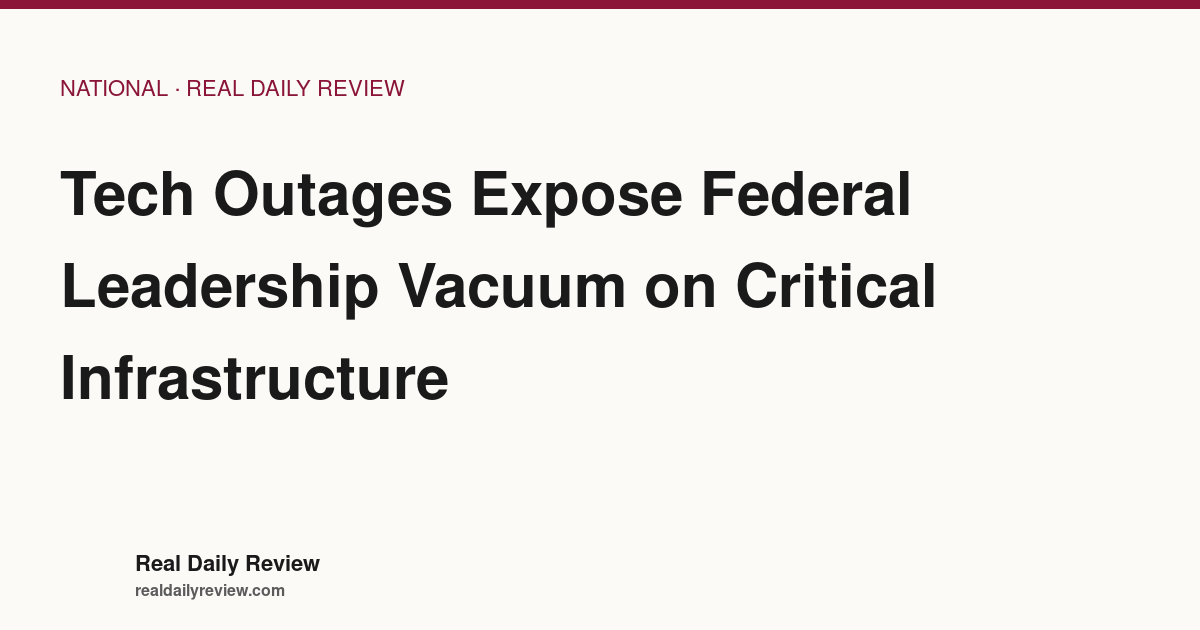 NATIONAL · REAL DAILY REVIEW
Tech Outages Expose Federal
Leadership Vacuum on Critical
Infrastructure
Real Daily Review
realdailyreview.com